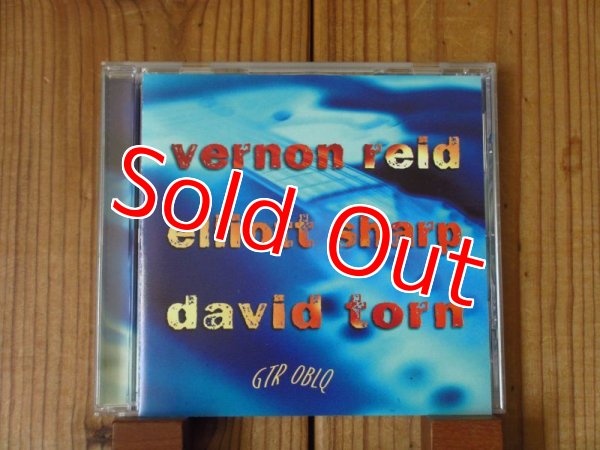 vernon reid
elliott sharp
Sold Out
david torn
GTR OBLQ